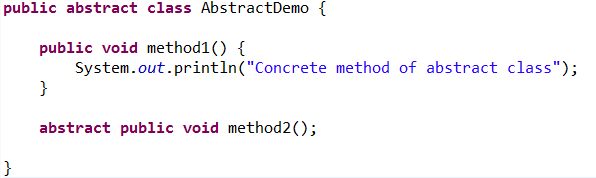 public abstract class AbstractDemo {
public void method1() {
System.out.println("Concrete method of abstract class");
}
abstract public void method2();
}